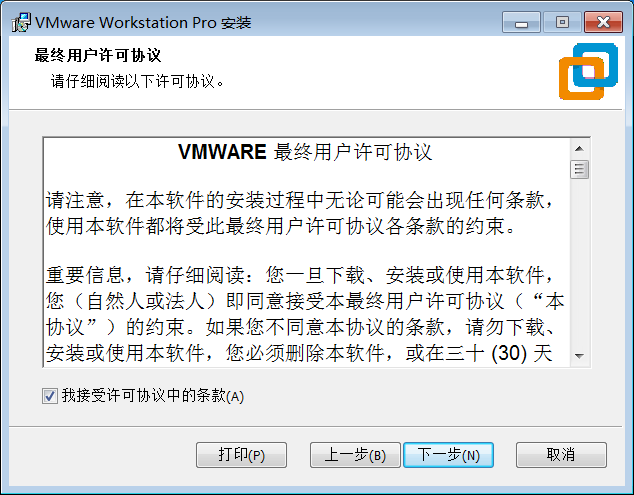 VMware Workstation Pro 安装
最终用户许可协议
请仔细阅读以下许可协议。
VMWARE 最终用户许可协议
请注意，在本软件的安装过程中无论可能会出现任何条款，
使用本软件都将受此最终用户许可协议各条款的约束。
重要信息，请仔细阅读：您一旦下载、安装或使用本软件，
您（自然人或法人）即同意接受本最终用户许可协议（“本
协议”）的约束。如果您不同意本协议的条款，请勿下载、
安装或使用本软件，您必须删除本软件，或在三十 (30) 天
我接受许可协议中的条款(A)
打印(P) 上一步(B) 下一步(N) 取消